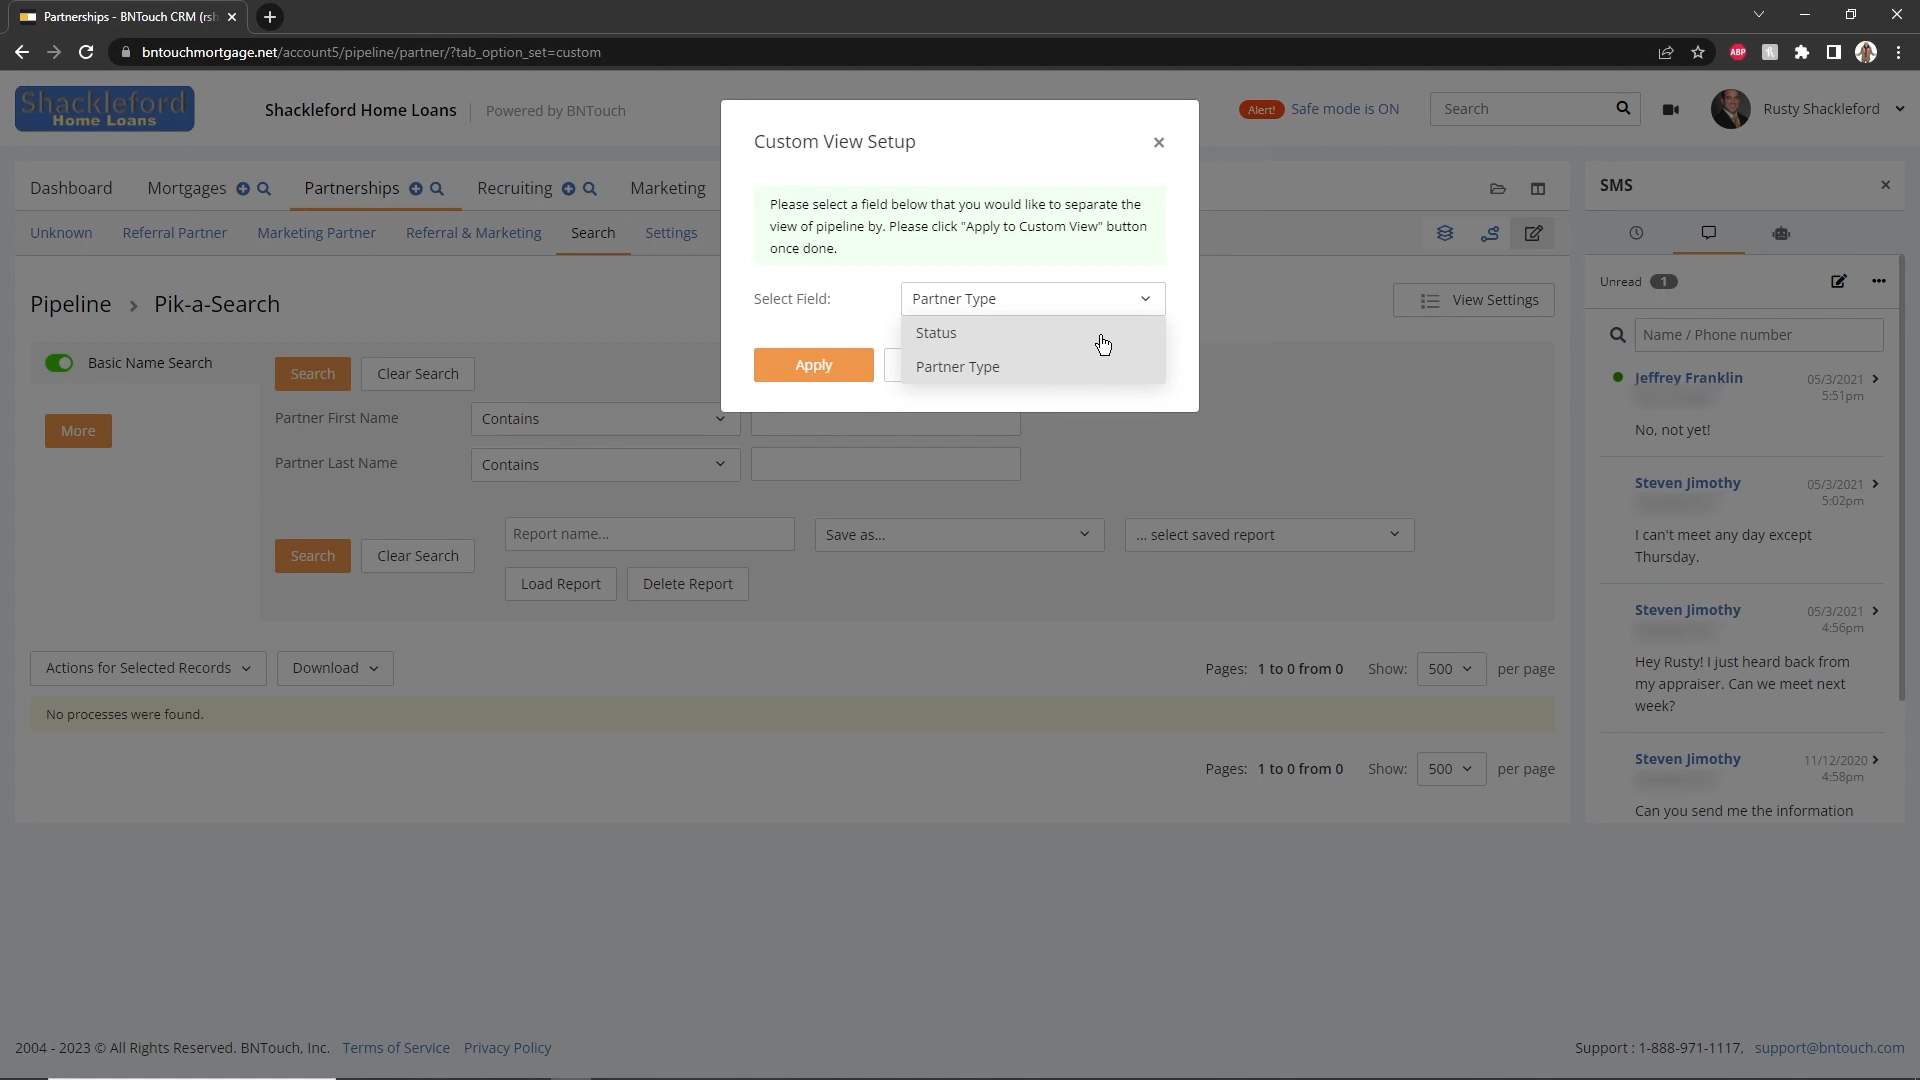 Partnerships - BNTouch CRM (rsh
bntouchmortgage.net/account5/pipeline/partner/?tab_option_set=custom
ABP
Shackleford
Home Loans
Shackleford Home Loans
Powered by BNTouch
Alert! Safe mode is ON
Search
Rusty Shackleford
Dashboard
Mortgages
Partnerships
Recruiting
Marketing
Unknown
Referral Partner
Marketing Partner
Referral & Marketing
Search
Settings
Custom View Setup
Please select a field below that you would like to separate the
view of pipeline by. Please click "Apply to Custom View" button
once done.
Select Field:
Partner Type
Status
Partner Type
Apply
Pipeline > Pik-a-Search
View Settings
Basic Name Search
More
Search
Clear Search
Partner First Name
Contains
Partner Last Name
Contains
Search
Clear Search
Report name...
Save as...
... select saved report
Load Report
Delete Report
Actions for Selected Records
Download
Pages: 1 to 0 from 0 Show: 500 per page
No processes were found.
Pages: 1 to 0 from 0 Show: 500 per page
SMS
Unread 1
Name / Phone number
Jeffrey Franklin
05/3/2021
5:51pm
No, not yet!
Steven Jimothy
05/3/2021
5:02pm
I can't meet any day except
Thursday.
Steven Jimothy
05/3/2021
4:56pm
Hey Rusty! I just heard back from
my appraiser. Can we meet next
week?
Steven Jimothy
11/12/2020
4:58pm
Can you send me the information
2004 - 2023 © All Rights Reserved. BNTouch, Inc. Terms of Service Privacy Policy
Support : 1-888-971-1117, support@bntouch.com